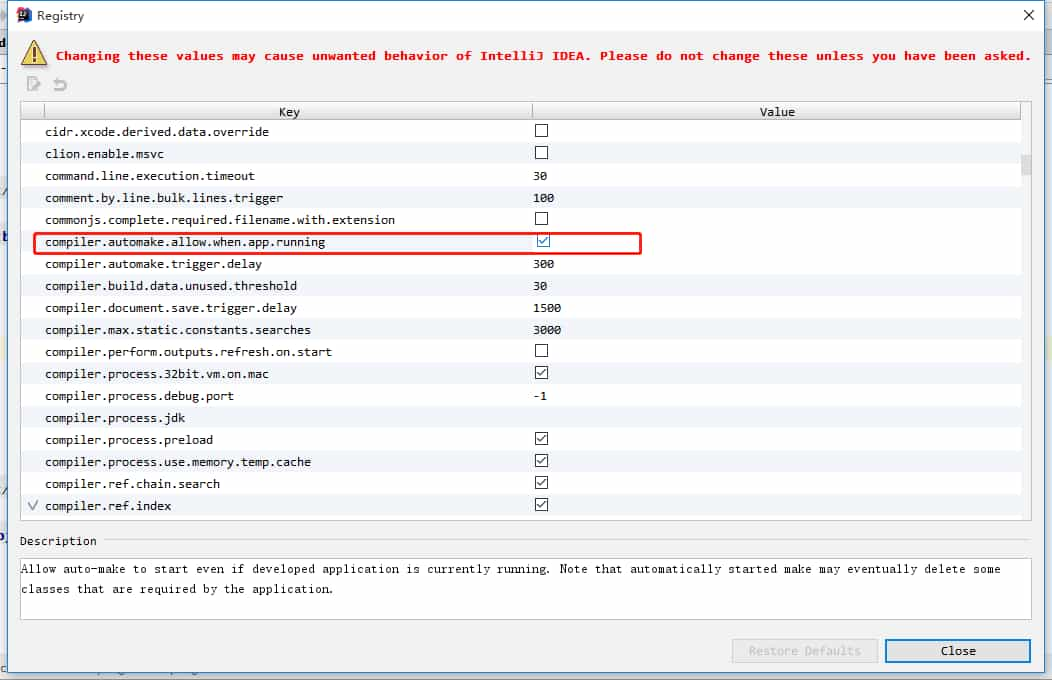 Registry
Changing these values may cause unwanted behavior of IntelliJ IDEA. Please do not change these unless you have been asked.
Key Value
cidr.xcode.derived.data.override
clion.enable.msvc
command.line.execution.timeout 30
comment.by.line.bulk.lines.trigger 100
commonjs.complete.required.filename.with.extension
compiler.automake.allow.when.app.running
compiler.automake.trigger.delay 300
compiler.build.data.unused.threshold 30
compiler.document.save.trigger.delay 1500
compiler.max.static.constants.searches 3000
compiler.perform.outputs.refresh.on.start
compiler.process.32bit.vm.on.mac
compiler.process.debug.port -1
compiler.process.jdk
compiler.process.preload
compiler.process.use.memory.temp.cache
compiler.ref.chain.search
compiler.ref.index
Description
Allow auto-make to start even if developed application is currently running. Note that automatically started make may eventually delete some
classes that are required by the application.
Restore Defaults Close